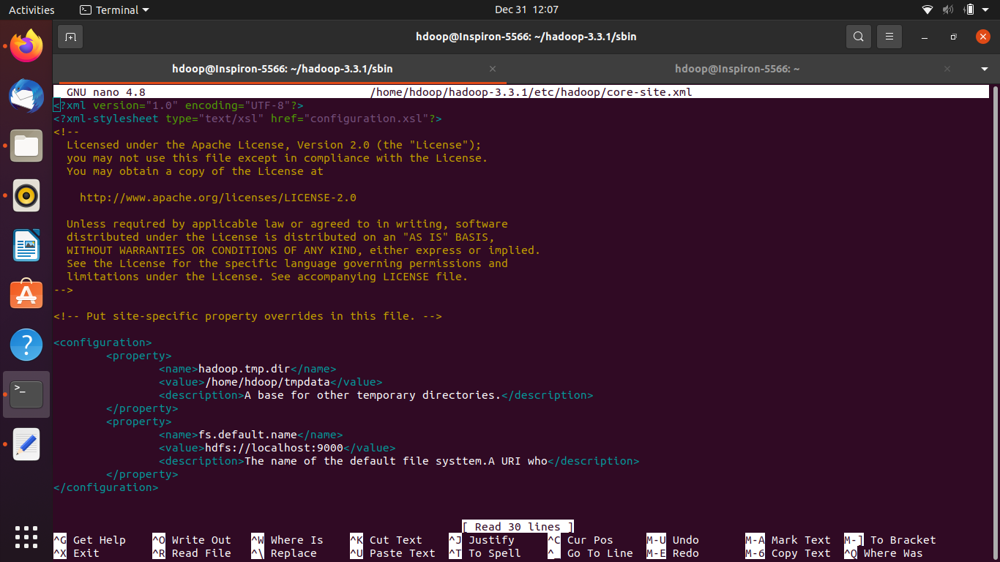 Activities Terminal Dec 31 12:07
hdoop@Inspiron-5566: ~/hadoop-3.3.1/sbin
hdoop@Inspiron-5566: ~/hadoop-3.3.1/sbin hdoop@Inspiron-5566: ~
GNU nano 4.8 /home/hdoop/hadoop-3.3.1/etc/hadoop/core-site.xml
<?xml version="1.0" encoding="UTF-8"?>
<?xml-stylesheet type="text/xsl" href="configuration.xsl"?>
<!--
Licensed under the Apache License, Version 2.0 (the "License");
you may not use this file except in compliance with the License.
You may obtain a copy of the License at
http://www.apache.org/licenses/LICENSE-2.0
Unless required by applicable law or agreed to in writing, software
distributed under the License is distributed on an "AS IS" BASIS,
WITHOUT WARRANTIES OR CONDITIONS OF ANY KIND, either express or implied.
See the License for the specific language governing permissions and
limitations under the License. See accompanying LICENSE file.
-->
<!-- Put site-specific property overrides in this file. -->
<configuration>
<property>
<name>hadoop.tmp.dir</name>
<value>/home/hdoop/tmpdata</value>
<description>A base for other temporary directories.</description>
</property>
<property>
<name>fs.default.name</name>
<value>hdfs://localhost:9000</value>
<description>The name of the default file systtem.A URI who</description>
</property>
</configuration>
[ Read 30 lines ]
^G Get Help ^O Write Out ^W Where Is ^K Cut Text ^J Justify ^C Cur Pos M-U Undo M-A Mark Text M-] To Bracket
^X Exit ^R Read File ^\ Replace ^U Paste Text ^T To Spell ^_ Go To Line M-E Redo M-6 Copy Text ^Q Where Was